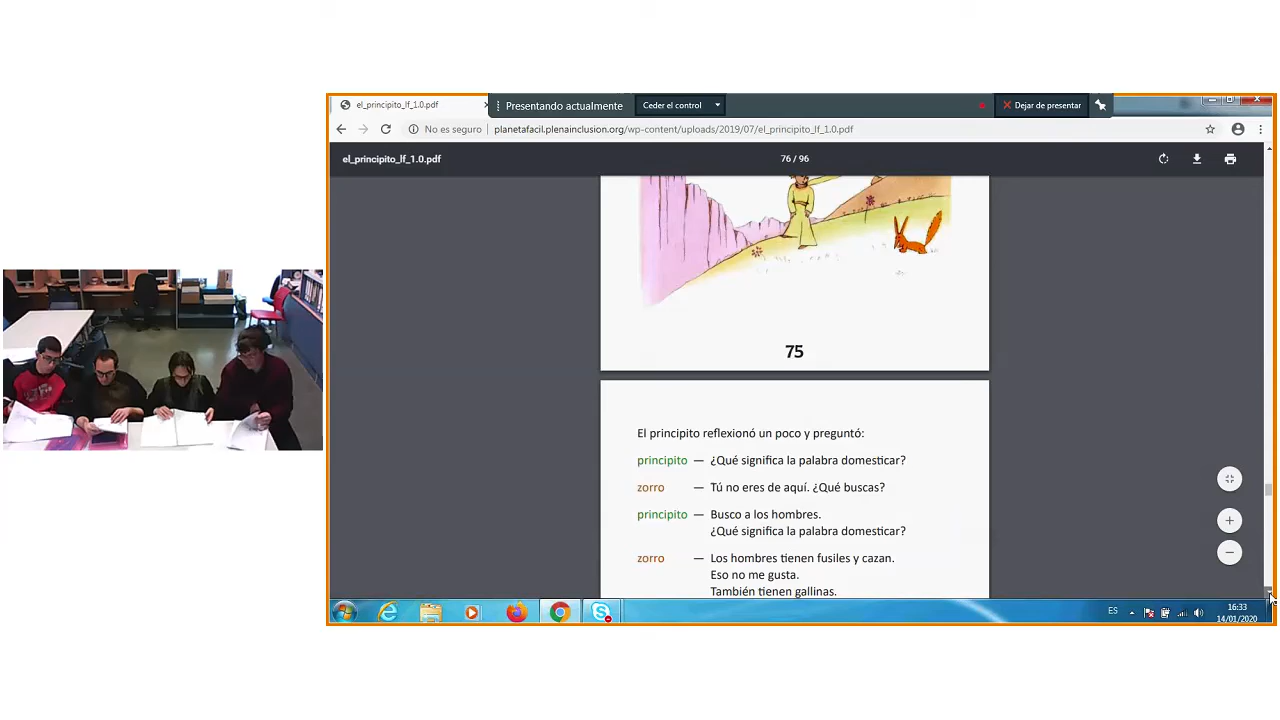 el_principito_lf_1.0.pdf
Presentando actualmente
Ceder el control
Dejar de presentar
No es seguro
planetafacil.plenainclusion.org/wp-content/uploads/2019/07/el_principito_lf_1.0.pdf
el_principito_lf_1.0.pdf
76 / 96
75
El principito reflexionó un poco y preguntó:
principito — ¿Qué significa la palabra domesticar?
zorro — Tú no eres de aquí. ¿Qué buscas?
principito — Busco a los hombres.
¿Qué significa la palabra domesticar?
zorro — Los hombres tienen fusiles y cazan.
Eso no me gusta.
También tienen gallinas.
ES
16:33
14/01/2020